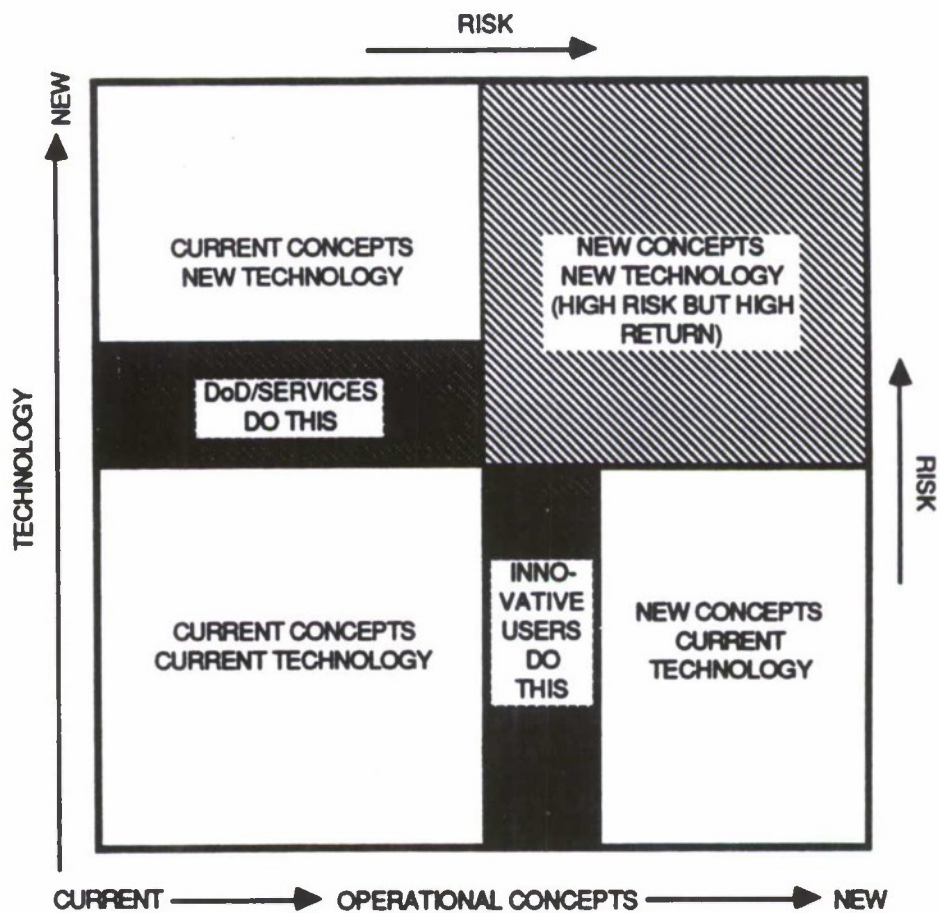 RISK
NEW
CURRENT CONCEPTS
NEW TECHNOLOGY
NEW CONCEPTS
NEW TECHNOLOGY
(HIGH RISK BUT HIGH
RETURN)
DoD/SERVICES
DO THIS
TECHNOLOGY
RISK
CURRENT CONCEPTS
CURRENT TECHNOLOGY
INNO-
VATIVE
USERS
DO
THIS
NEW CONCEPTS
CURRENT
TECHNOLOGY
CURRENT OPERATIONAL CONCEPTS NEW